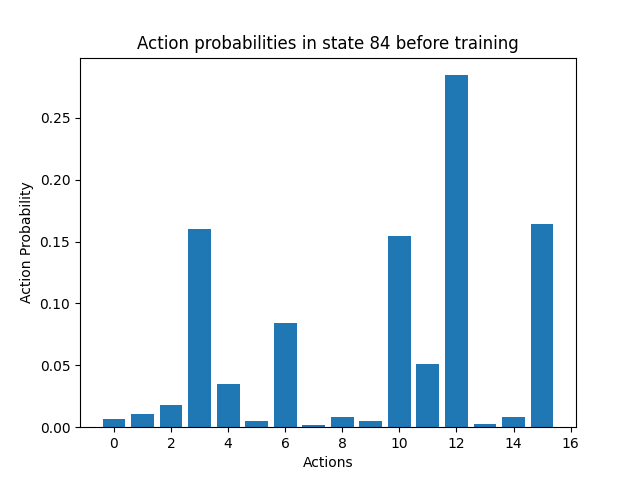 Action probabilities in state 84 before training
Action Probability
0.25
0.20
0.15
0.10
0.05
0.00
0 2 4 6 8 10 12 14 16
Actions